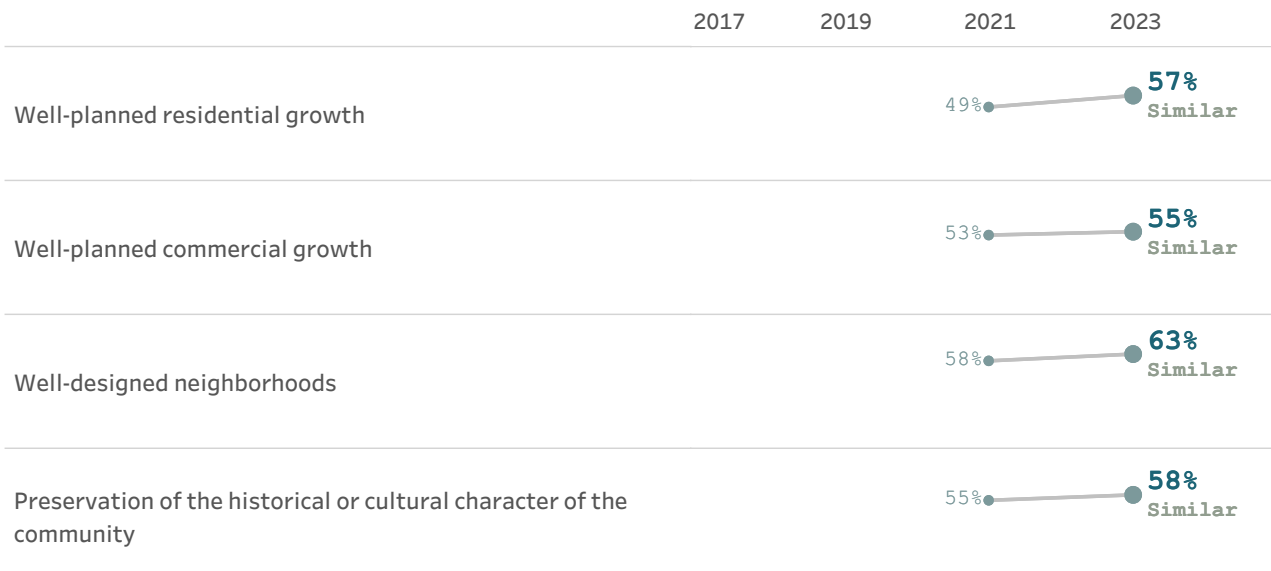 2017 2019 2021 2023
57%
49%
Similar
Well-planned residential growth
55%
53%
Similar
Well-planned commercial growth
63%
58%
Similar
Well-designed neighborhoods
58%
55%
Similar
Preservation of the historical or cultural character of the
community